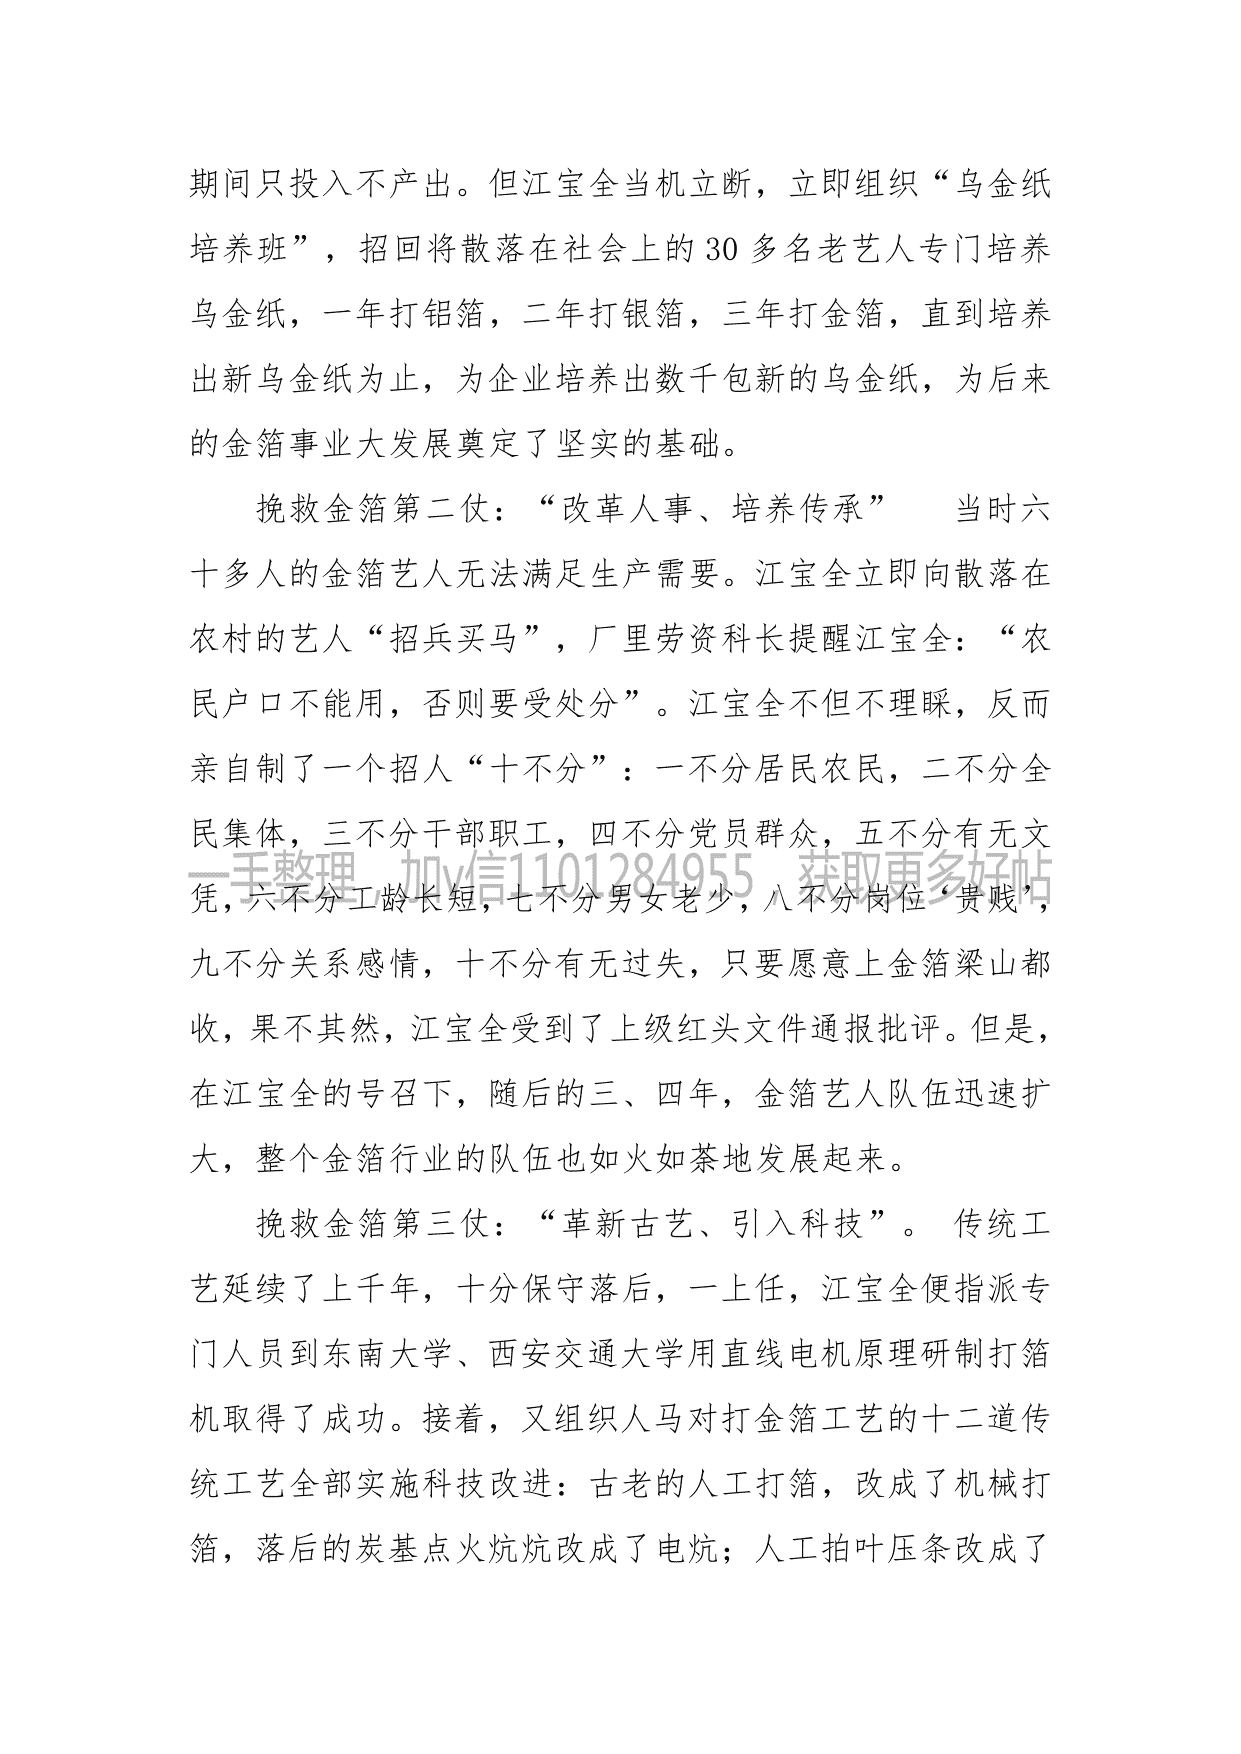 期间只投入不产出。但江宝全当机立断，立即组织“乌金纸
培养班”，招回将散落在社会上的 30 多名老艺人专门培养
乌金纸，一年打铝箔，二年打银箔，三年打金箔，直到培养
出新乌金纸为止，为企业培养出数千包新的乌金纸，为后来
的金箔事业大发展奠定了坚实的基础。
挽救金箔第二仗：“改革人事、培养传承”　当时六
十多人的金箔艺人无法满足生产需要。江宝全立即向散落在
农村的艺人“招兵买马”，厂里劳资科长提醒江宝全：“农
民户口不能用，否则要受处分”。江宝全不但不理睬，反而
亲自制了一个招人“十不分”：一不分居民农民，二不分全
民集体，三不分干部职工，四不分党员群众，五不分有无文
一手整理，加v信1101284955，获取更多好帖
凭，六不分工龄长短，七不分男女老少，八不分岗位‘贵贱’，
九不分关系感情，十不分有无过失，只要愿意上金箔梁山都
收，果不其然，江宝全受到了上级红头文件通报批评。但是，
在江宝全的号召下，随后的三、四年，金箔艺人队伍迅速扩
大，整个金箔行业的队伍也如火如荼地发展起来。
挽救金箔第三仗：“革新古艺、引入科技”。 传统工
艺延续了上千年，十分保守落后，一上任，江宝全便指派专
门人员到东南大学、西安交通大学用直线电机原理研制打箔
机取得了成功。接着，又组织人马对打金箔工艺的十二道传
统工艺全部实施科技改进：古老的人工打箔，改成了机械打
箔，落后的炭基点火炕炕改成了电炕；人工拍叶压条改成了